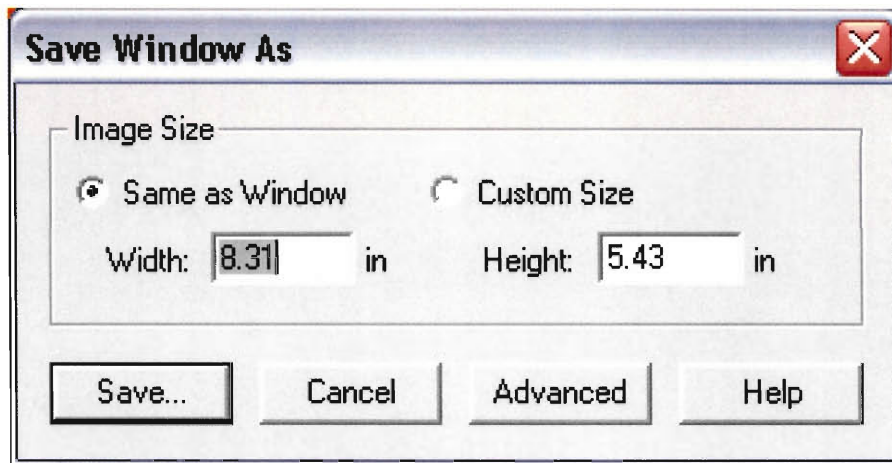 Save Window As
Image Size
Same as Window Custom Size
Width: 8.31 in Height: 5.43 in
Save... Cancel Advanced Help